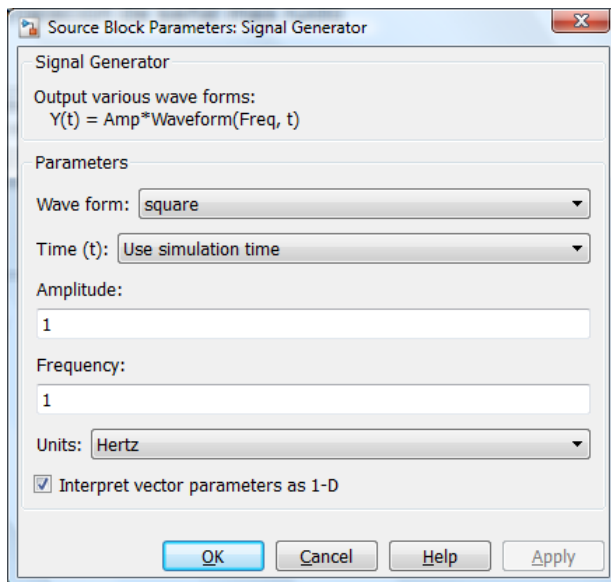 Source Block Parameters: Signal Generator
Signal Generator
Output various wave forms:
Y(t) = Amp*Waveform(Freq, t)
Parameters
Wave form: square
Time (t): Use simulation time
Amplitude:
1
Frequency:
1
Units: Hertz
Interpret vector parameters as 1-D
OK Cancel Help Apply